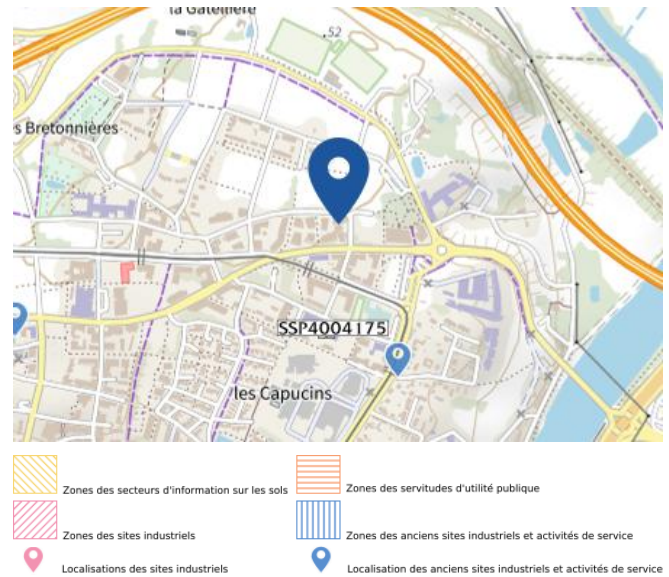 la Gatelière
52
s Bretonnières
SSP4004175
les Capucins
Zones des secteurs d'information sur les sols
Zones des servitudes d'utilité publique
Zones des sites industriels
Zones des anciens sites industriels et activités de service
Localisations des sites industriels
Localisation des anciens sites industriels et activités de service